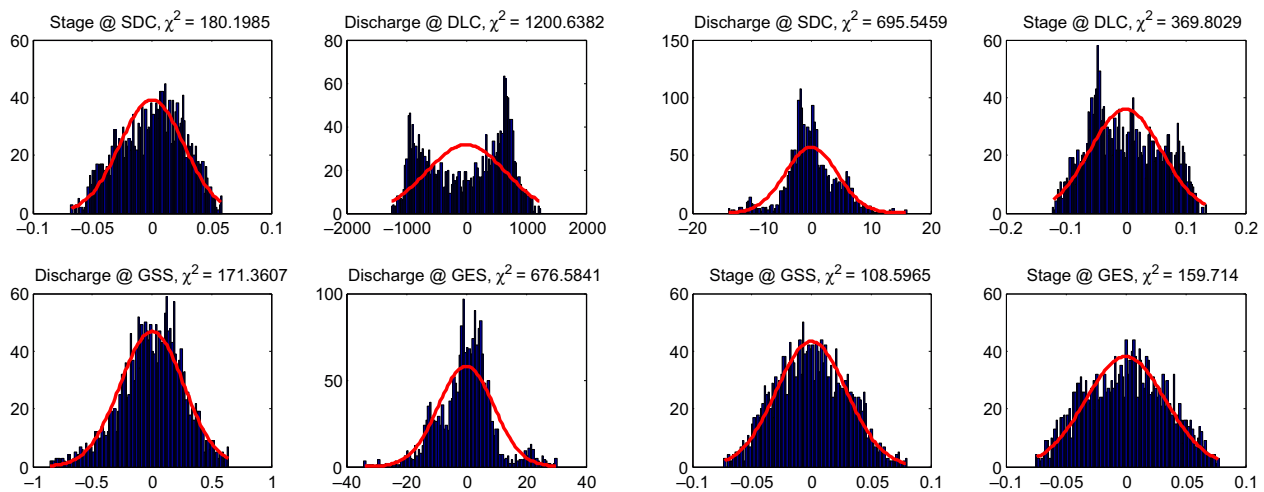 Stage @ SDC, χ² = 180.1985
Discharge @ DLC, χ² = 1200.6382
Discharge @ SDC, χ² = 695.5459
Stage @ DLC, χ² = 369.8029
60
40
20
0
–0.1 –0.05 0 0.05 0.1
80
60
40
20
0
–2000 –1000 0 1000 2000
150
100
50
0
–20 –10 0 10 20
60
40
20
0
–0.2 –0.1 0 0.1 0.2
Discharge @ GSS, χ² = 171.3607
Discharge @ GES, χ² = 676.5841
Stage @ GSS, χ² = 108.5965
Stage @ GES, χ² = 159.714
60
40
20
0
–1 –0.5 0 0.5 1
100
50
0
–40 –20 0 20 40
60
40
20
0
–0.1 –0.05 0 0.05 0.1
60
40
20
0
–0.1 –0.05 0 0.05 0.1